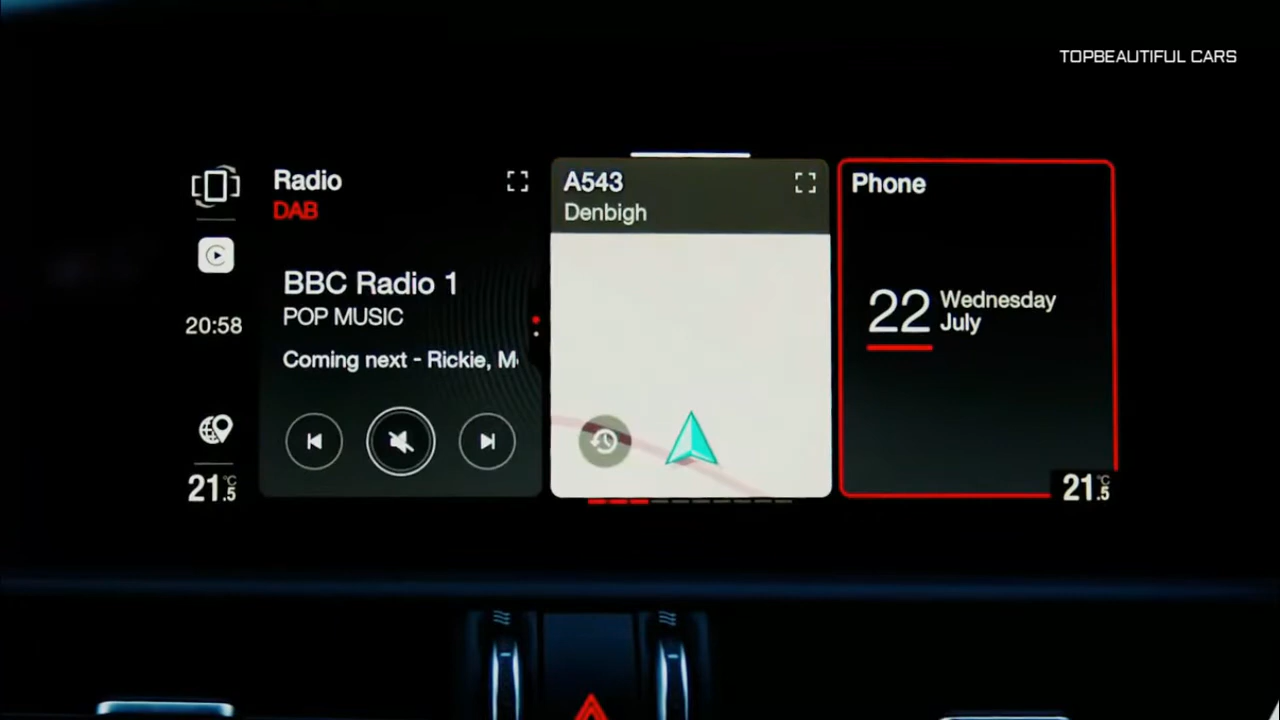 TOPBEAUTIFUL CARS
Radio
DAB
BBC Radio 1
POP MUSIC
Coming next - Rickie, M
A543
Denbigh
Phone
22
Wednesday
July
20:58
21.5 °C
21.5 °C